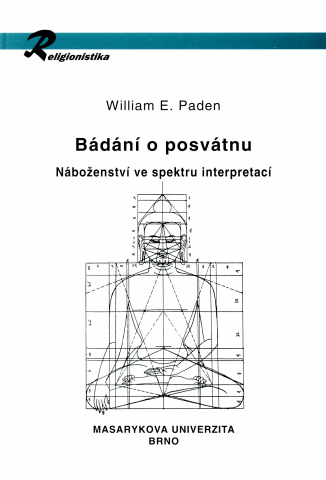 Religionistika
William E. Paden
Bádání o posvátnu
Náboženství ve spektru interpretací
MASARYKOVA UNIVERZITA
BRNO